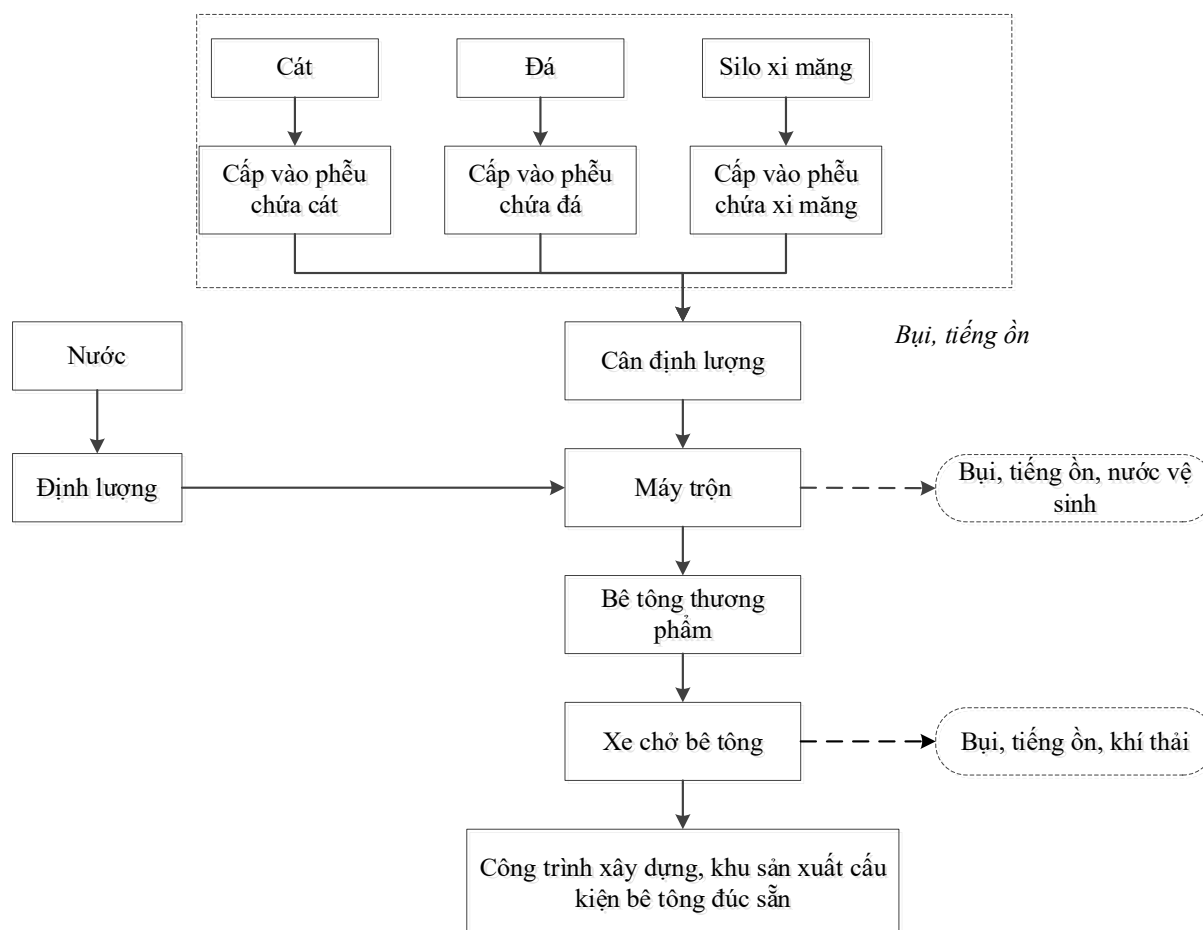 Cát
Đá
Silo xi măng
Cấp vào phễu
chứa cát
Cấp vào phễu
chứa đá
Cấp vào phễu
chứa xi măng
Nước
Cân định lượng
Bụi, tiếng ồn
Định lượng
Máy trộn
Bụi, tiếng ồn, nước vệ
sinh
Bê tông thương
phẩm
Xe chở bê tông
Bụi, tiếng ồn, khí thải
Công trình xây dựng, khu sản xuất cấu
kiện bê tông đúc sẵn